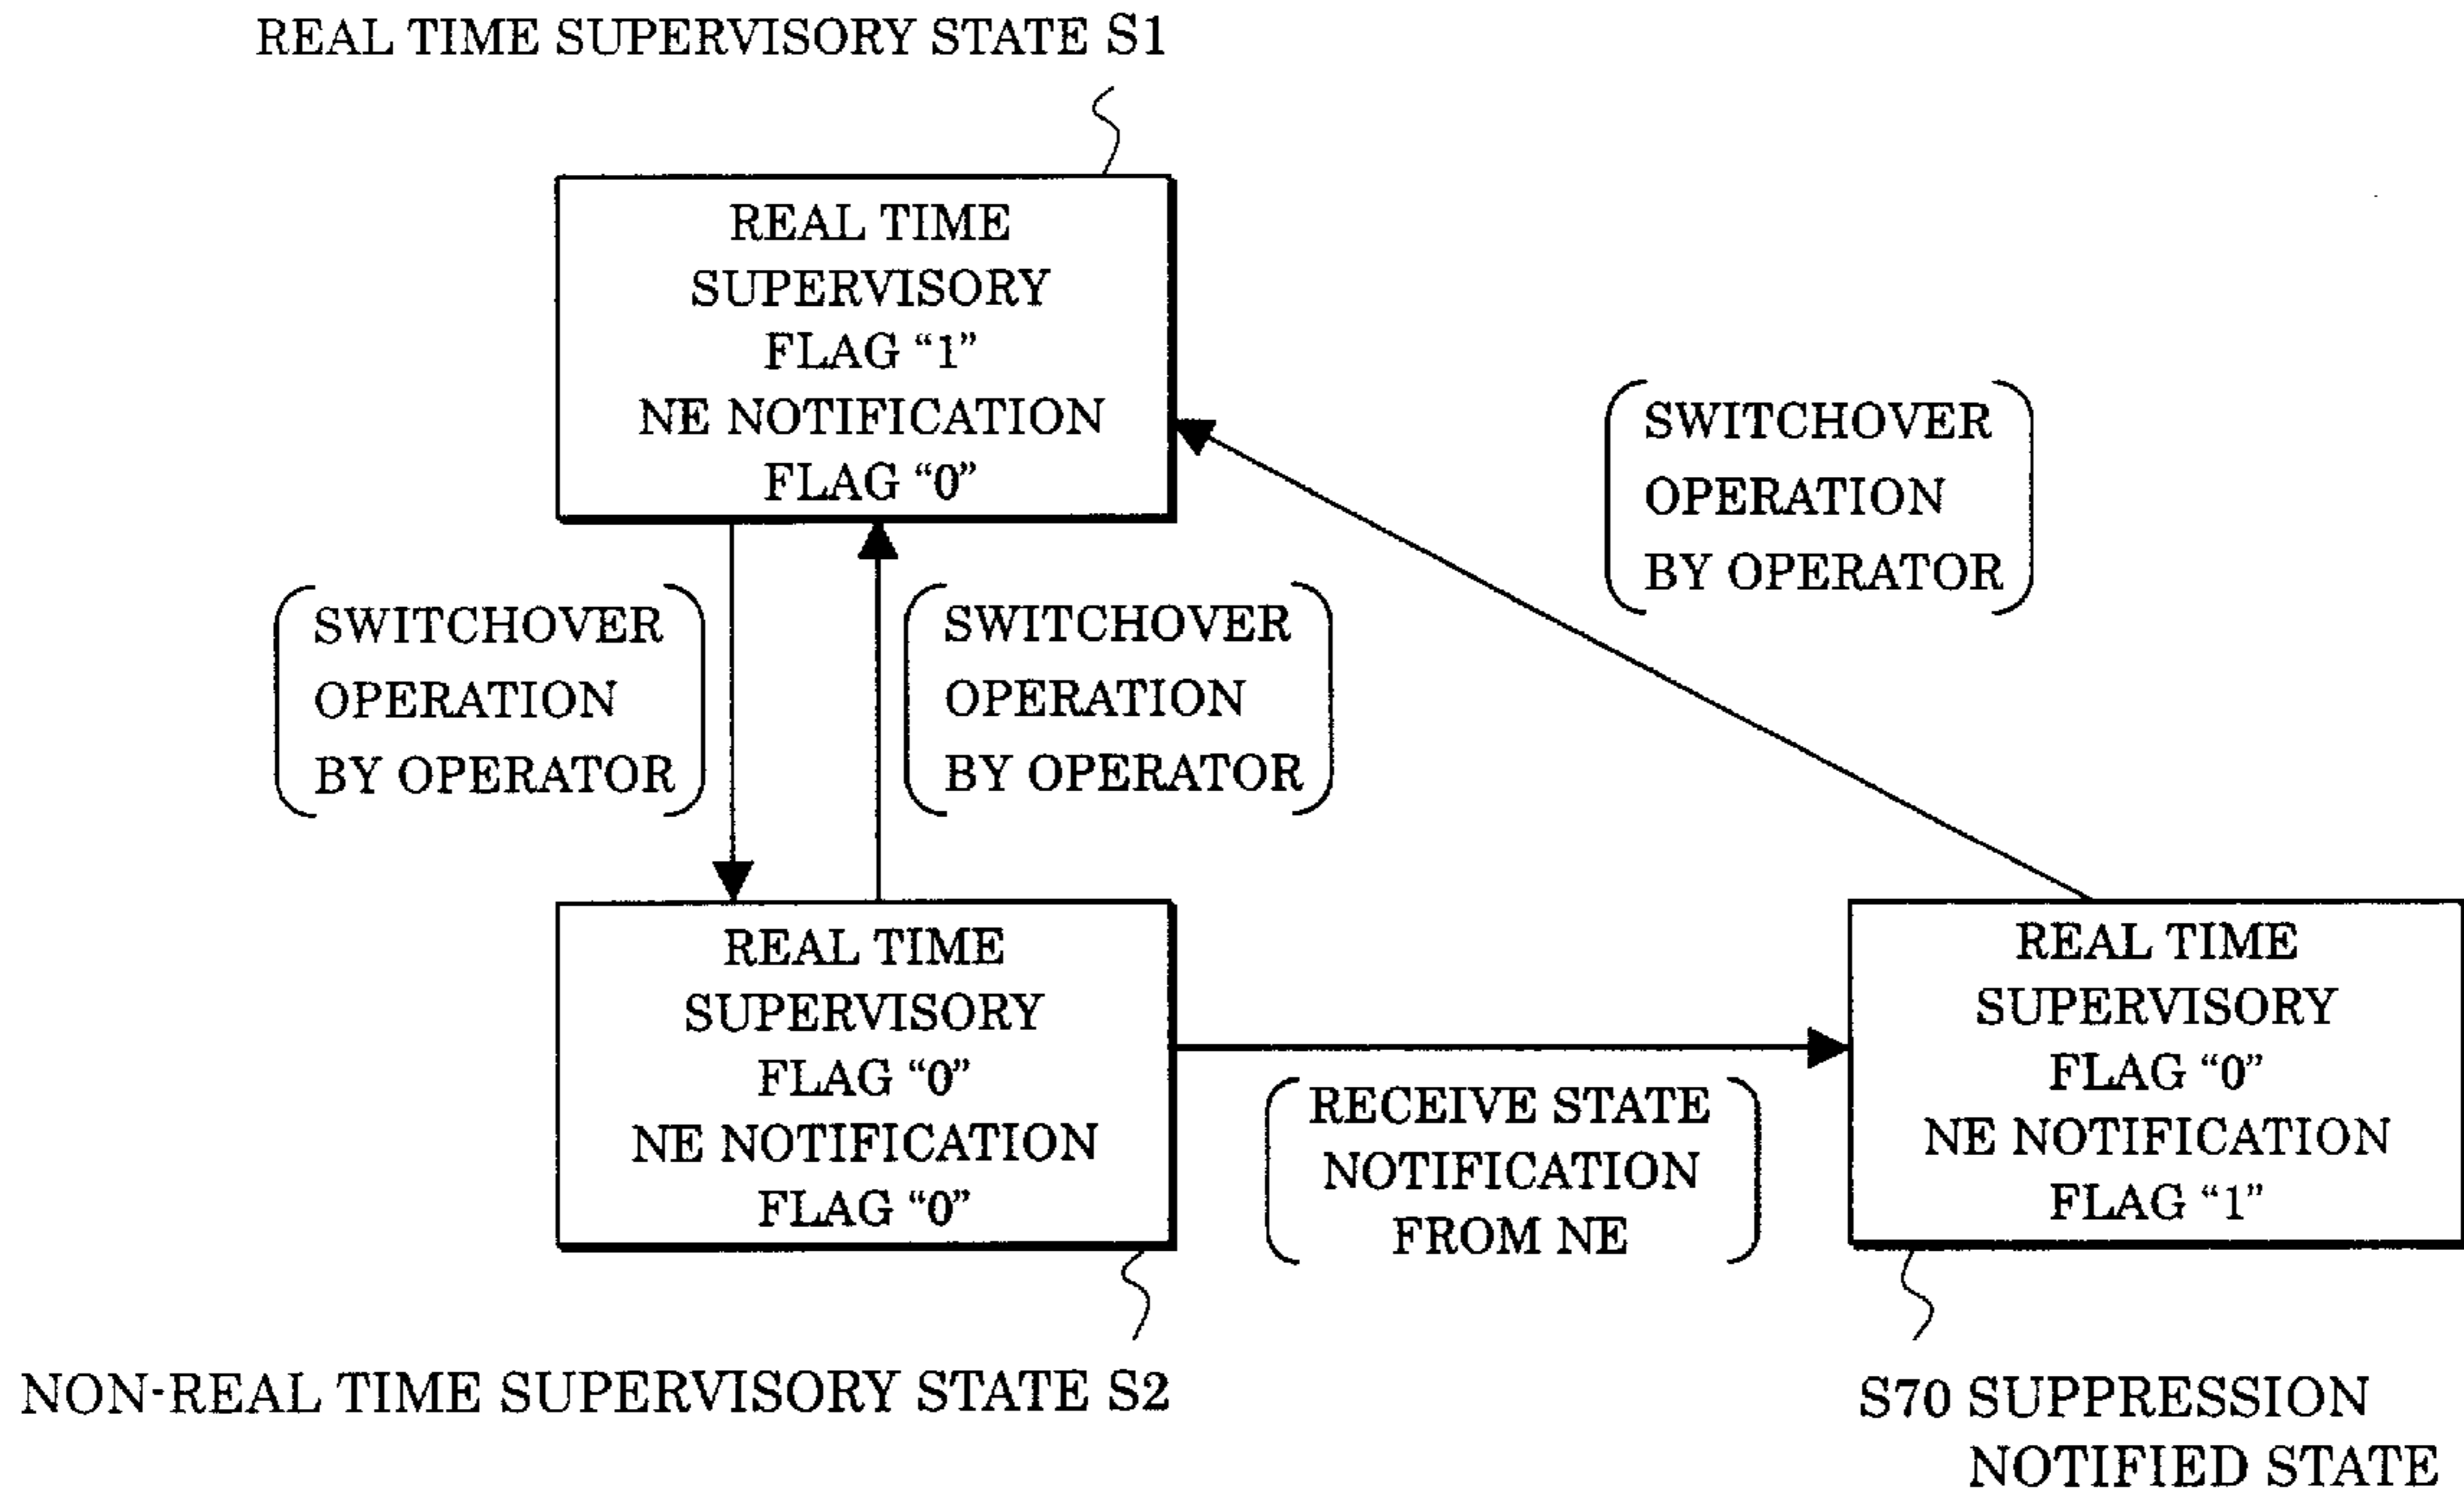 REAL TIME SUPERVISORY STATE S1
REAL TIME
SUPERVISORY
FLAG “1”
NE NOTIFICATION
FLAG “0”
SWITCHOVER
OPERATION
BY OPERATOR
SWITCHOVER
OPERATION
BY OPERATOR
SWITCHOVER
OPERATION
BY OPERATOR
REAL TIME
SUPERVISORY
FLAG “0”
NE NOTIFICATION
FLAG “0”
RECEIVE STATE
NOTIFICATION
FROM NE
REAL TIME
SUPERVISORY
FLAG “0”
NE NOTIFICATION
FLAG “1”
NON-REAL TIME SUPERVISORY STATE S2
S70 SUPPRESSION
NOTIFIED STATE